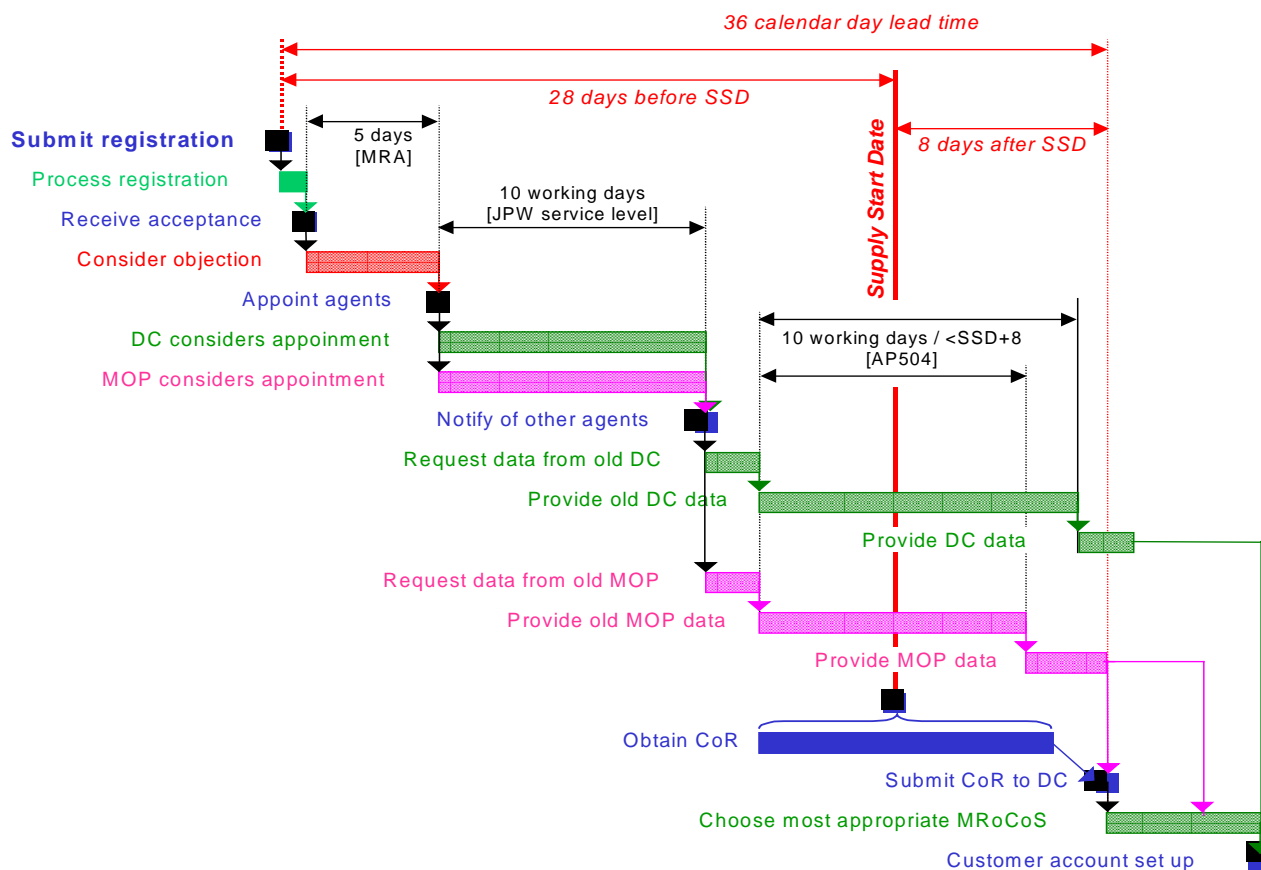 36 calendar day lead time
28 days before SSD
Supply Start Date
8 days after SSD
Submit registration
5 days
[MRA]
Process registration
10 working days
[JPW service level]
Receive acceptance
Consider objection
Appoint agents
DC considers appoinment
10 working days / <SSD+8
[AP504]
MOP considers appointment
Notify of other agents
Request data from old DC
Provide old DC data
Provide DC data
Request data from old MOP
Provide old MOP data
Provide MOP data
Obtain CoR
Submit CoR to DC
Choose most appropriate MRoCoS
Customer account set up